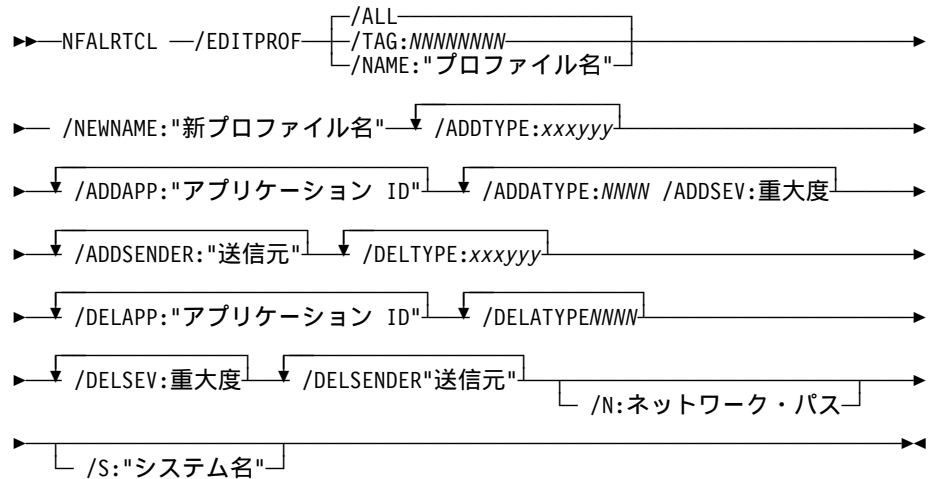 /ALL
NFALRTCL /EDITPROF /TAG:NNNNNNNN
/NAME:"プロファイル名"
/NEWNAME:"新プロファイル名" /ADDTYPE:xxxyyy
/ADDAPP:"アプリケーション ID" /ADDATYPE:NNNN /ADDSEV:重大度
/ADDSENDER:"送信元" /DELTYPE:xxxyyy
/DELAPP:"アプリケーション ID" /DELATYPENNNN
/DELSEV:重大度 /DELSENDER"送信元"
/N:ネットワーク・パス
/S:"システム名"